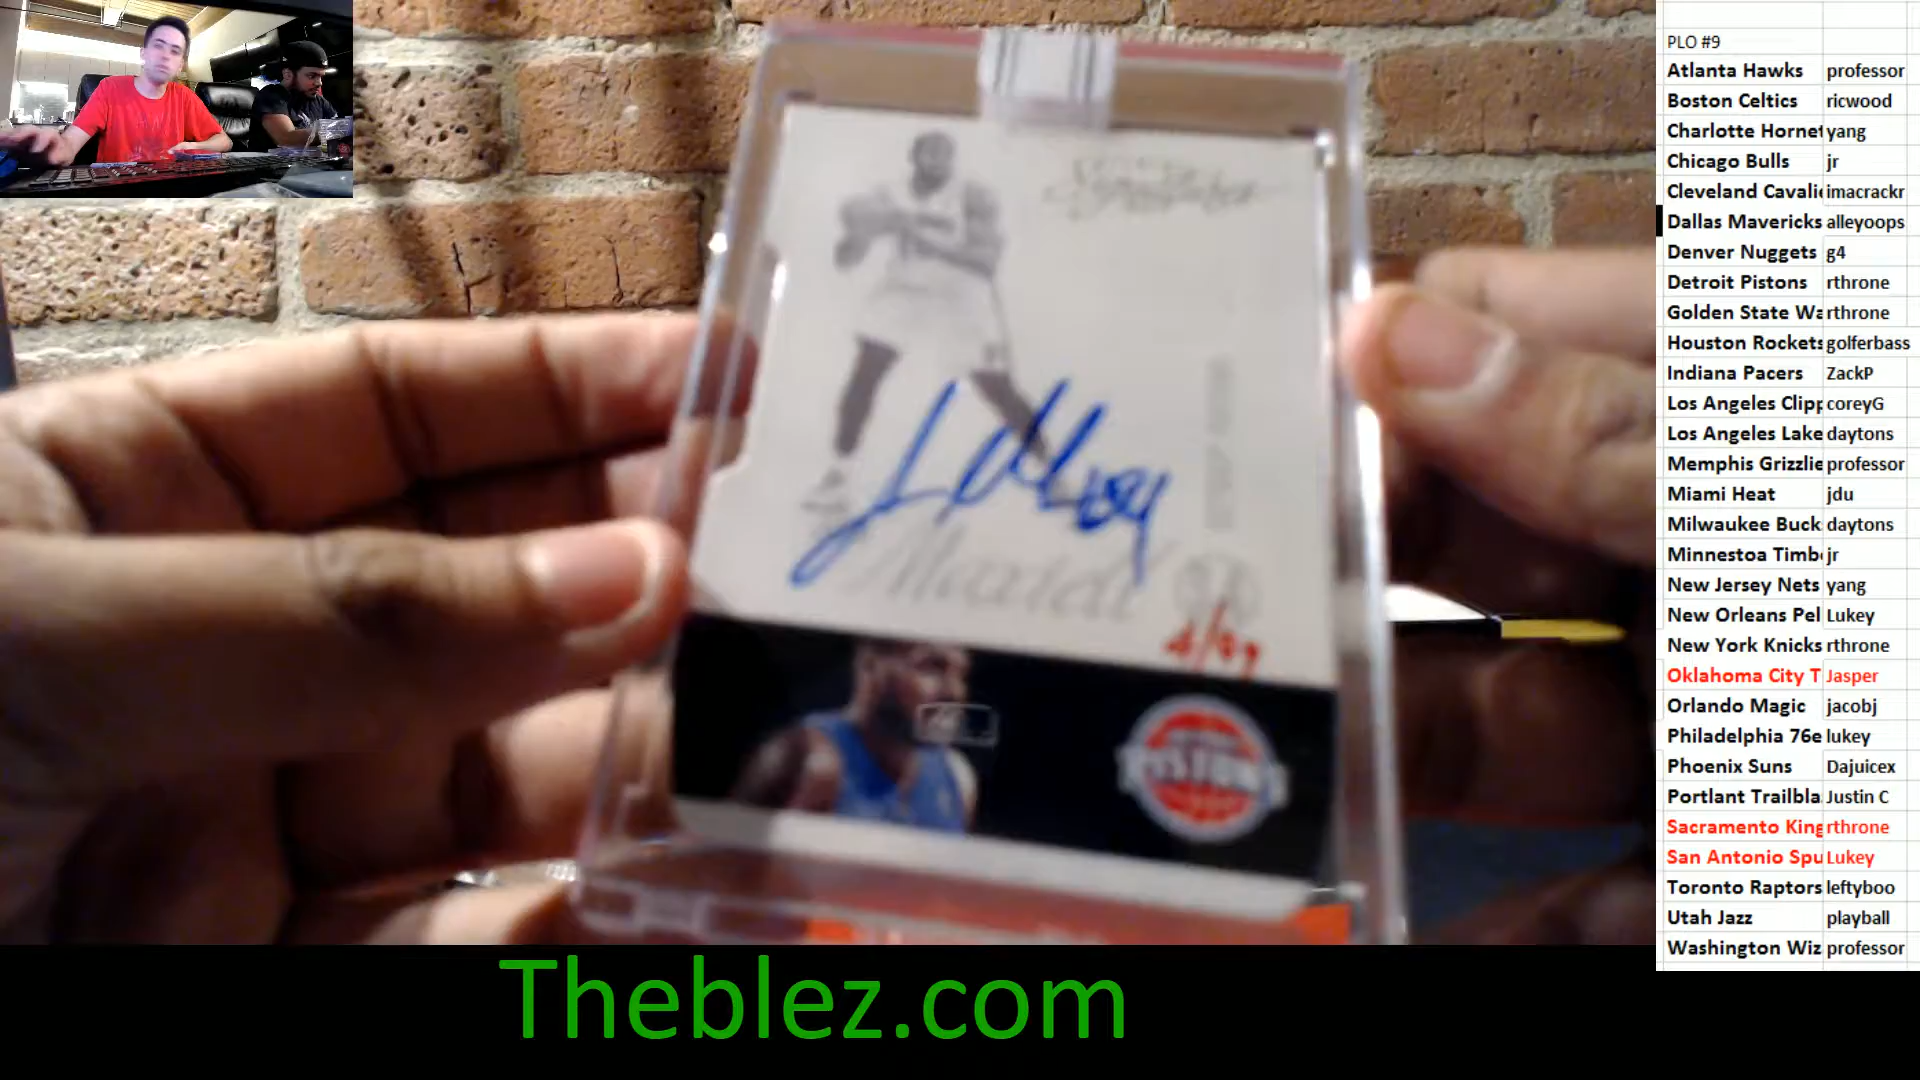 PLO #9
Atlanta Hawks professor
Boston Celtics ricwood
Charlotte Hornet yang
Chicago Bulls jr
Cleveland Cavali imacrackr
Dallas Mavericks alleyoops
Denver Nuggets g4
Detroit Pistons rthrone
Golden State Wa rthrone
Houston Rockets golferbass
Indiana Pacers ZackP
Los Angeles Clipp coreyG
Los Angeles Lake daytons
Memphis Grizzlie professor
Miami Heat jdu
Milwaukee Buck daytons
Minnestoa Timb jr
New Jersey Nets yang
New Orleans Pel Lukey
New York Knicks rthrone
Oklahoma City T Jasper
Orlando Magic jacobj
Philadelphia 76e lukey
Phoenix Suns Dajuicex
Portlant Trailbla Justin C
Sacramento King rthrone
San Antonio Spu Lukey
Toronto Raptors leftyboo
Utah Jazz playball
Washington Wiz professor
Signatures
PISTONS
Theblez.com